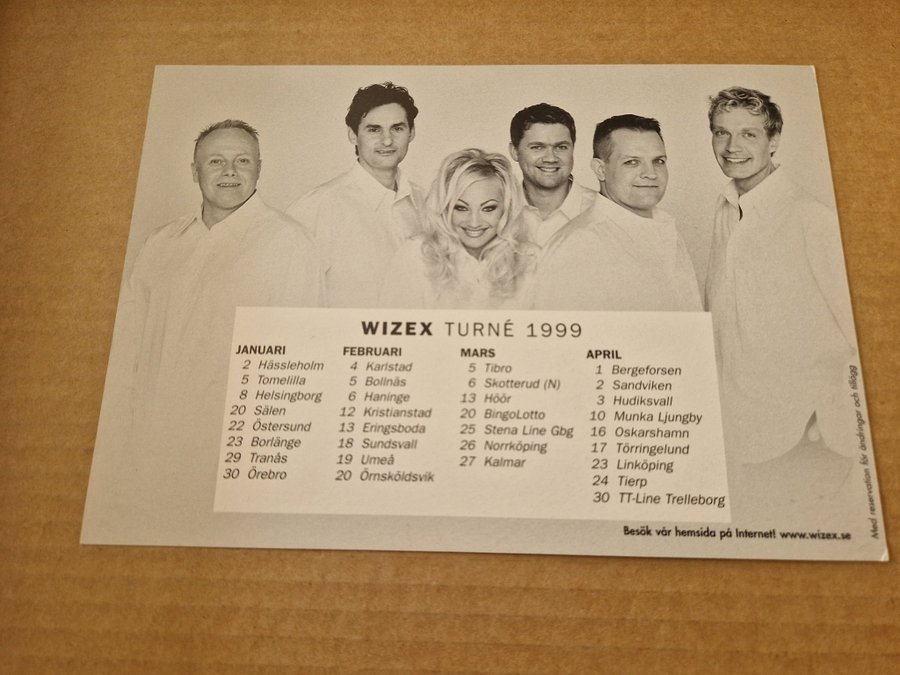 WIZEX TURNÉ 1999
JANUARI
2 Hässleholm
5 Tomelilla
8 Helsingborg
20 Sälen
22 Östersund
23 Borlänge
29 Tranås
30 Örebro
FEBRUARI
4 Karlstad
5 Bollnäs
6 Haninge
12 Kristianstad
13 Eringsboda
18 Sundsvall
19 Umeå
20 Örnsköldsvik
MARS
5 Tibro
6 Skotterud (N)
13 Höör
20 BingoLotto
25 Stena Line Gbg
26 Norrköping
27 Kalmar
APRIL
1 Bergeforsen
2 Sandviken
3 Hudiksvall
10 Munka Ljungby
16 Oskarshamn
17 Törringelund
23 Linköping
24 Tierp
30 TT-Line Trelleborg
Besök vår hemsida på Internet! www.wizex.se
Med reservation för ändringar och tillägg